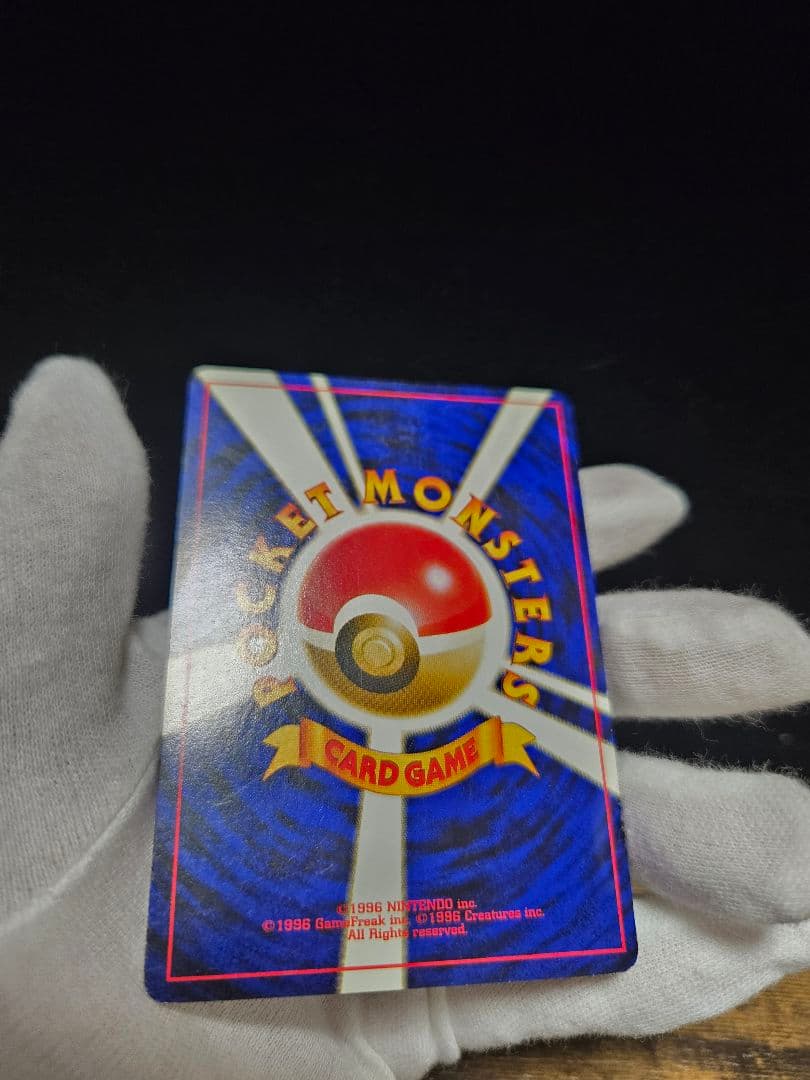 POCKET MONSTERS
CARD GAME
©1996 NINTENDO inc.
©1996 GameFreak inc. ©1996 Creatures inc.
All Rights reserved.